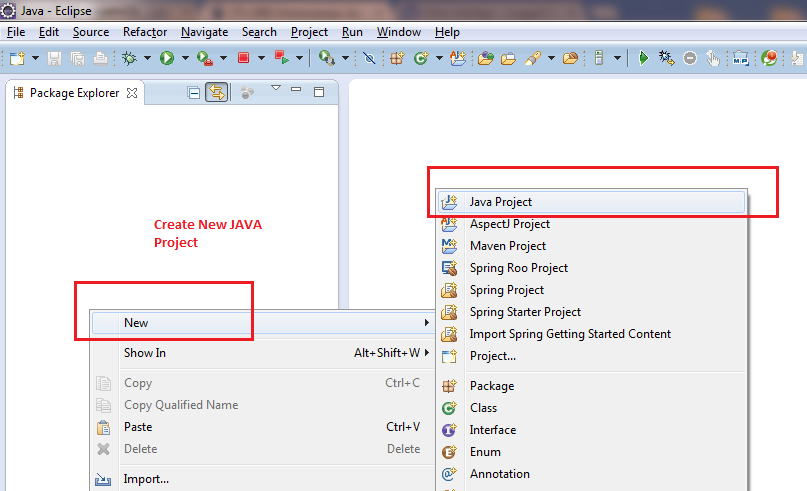 Java - Eclipse
File Edit Source Refactor Navigate Search Project Run Window Help
Package Explorer
Create New JAVA
Project
New
Show In Alt+Shift+W
Copy Ctrl+C
Copy Qualified Name
Paste Ctrl+V
Delete Delete
Import...
Java Project
AspectJ Project
Maven Project
Spring Roo Project
Spring Project
Spring Starter Project
Import Spring Getting Started Content
Project...
Package
Class
Interface
Enum
Annotation